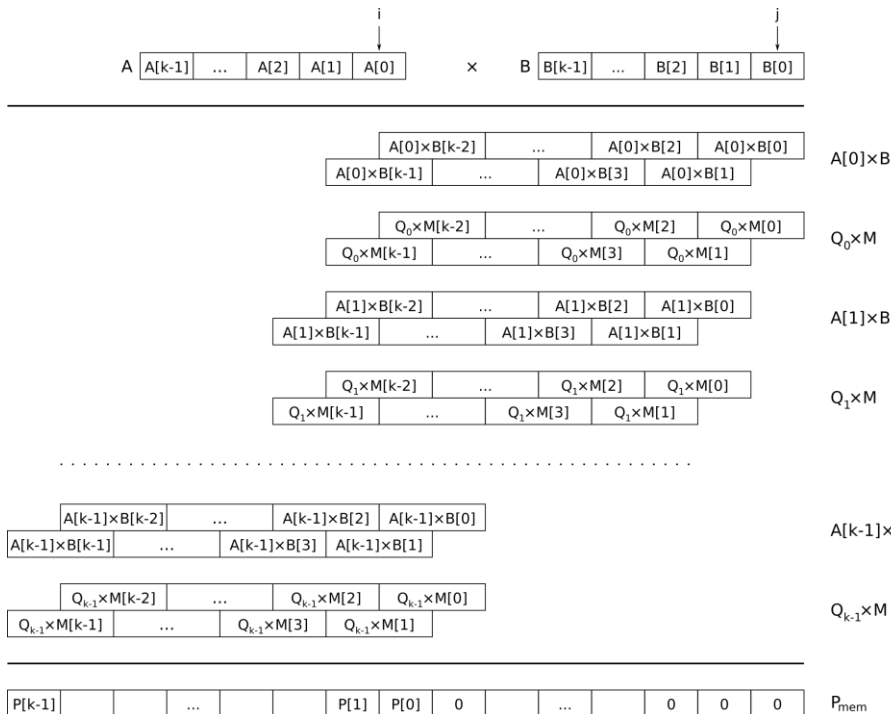 i j
A A[k-1] ... A[2] A[1] A[0] × B B[k-1] ... B[2] B[1] B[0]
A[0]×B[k-2] ... A[0]×B[2] A[0]×B[0]
A[0]×B
A[0]×B[k-1] ... A[0]×B[3] A[0]×B[1]
Q₀×M[k-2] ... Q₀×M[2] Q₀×M[0]
Q₀×M
Q₀×M[k-1] ... Q₀×M[3] Q₀×M[1]
A[1]×B[k-2] ... A[1]×B[2] A[1]×B[0]
A[1]×B
A[1]×B[k-1] ... A[1]×B[3] A[1]×B[1]
Q₁×M[k-2] ... Q₁×M[2] Q₁×M[0]
Q₁×M
Q₁×M[k-1] ... Q₁×M[3] Q₁×M[1]
A[k-1]×B[k-2] ... A[k-1]×B[2] A[k-1]×B[0]
A[k-1]×
A[k-1]×B[k-1] ... A[k-1]×B[3] A[k-1]×B[1]
Qₖ₋₁×M[k-2] ... Qₖ₋₁×M[2] Qₖ₋₁×M[0]
Qₖ₋₁×M
Qₖ₋₁×M[k-1] ... Qₖ₋₁×M[3] Qₖ₋₁×M[1]
P[k-1] ... P[1] P[0] 0 ... 0 0 0 Pmem